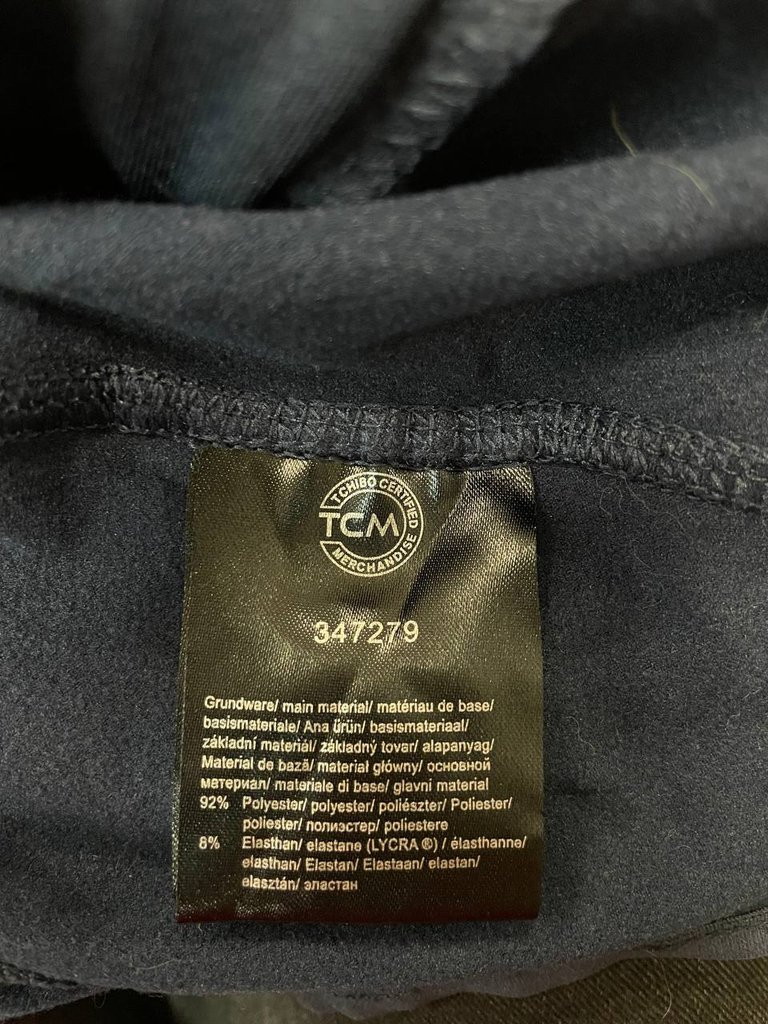 TCHIBO CERTIFIED
TCM
MERCHANDISE
347279
Grundware/ main material/ matériau de base/
basismateriale/ Ana ürün/ basismateriaal/
základní materiál/ základný tovar/ alapanyag/
Material de bază/ materiał główny/ основной
материал/ materiale di base/ glavni material
92% Polyester/ polyester/ poliészter/ Poliester/
poliester/ полиэстер/ poliestere
8% Elasthan/ elastane (LYCRA ®) / élasthanne/
elasthan/ Elastan/ Elastaan/ elastan/
elasztán/ эластан